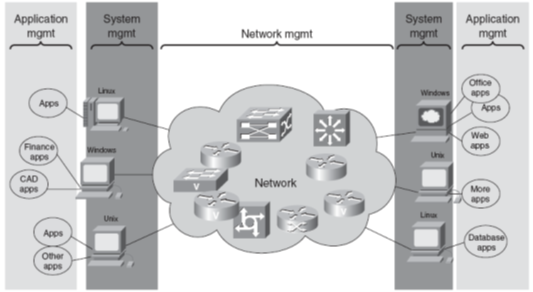 Application
mgmt
System
mgmt
Network mgmt
System
mgmt
Application
mgmt
Linux
Apps
Finance
apps
Windows
CAD
apps
Unix
Apps
Other
apps
Network
V
V
V
Windows
Office
apps
Apps
Web
apps
Unix
More
apps
Linux
Database
apps